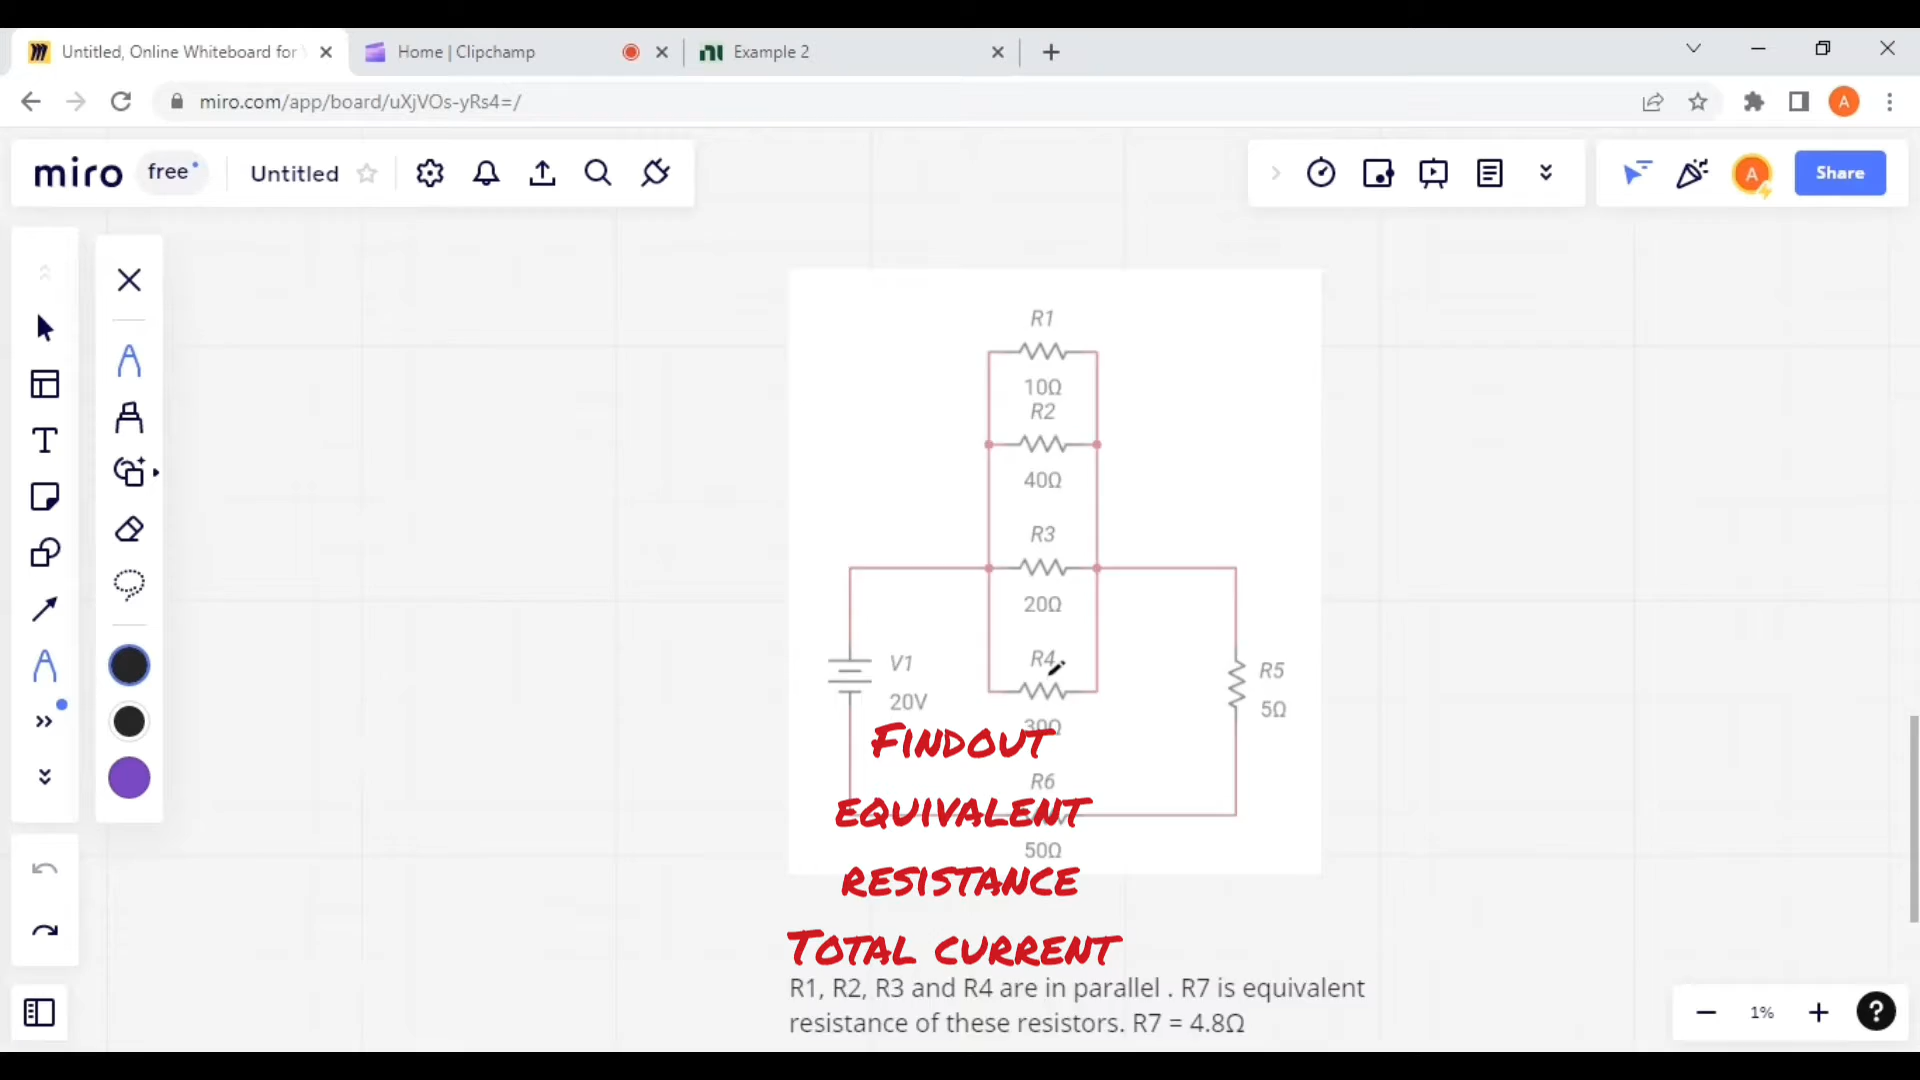 Untitled, Online Whiteboard for
Home | Clipchamp
Example 2
miro.com/app/board/uXjVOs-yRs4=/
A
miro
free
Untitled
A
Share
R1
10Ω
R2
40Ω
R3
20Ω
R4
30Ω
V1
20V
R5
5Ω
R6
50Ω
FINDOUT
EQUIVALENT
RESISTANCE
TOTAL CURRENT
R1, R2, R3 and R4 are in parallel . R7 is equivalent
resistance of these resistors. R7 = 4.8Ω
1%